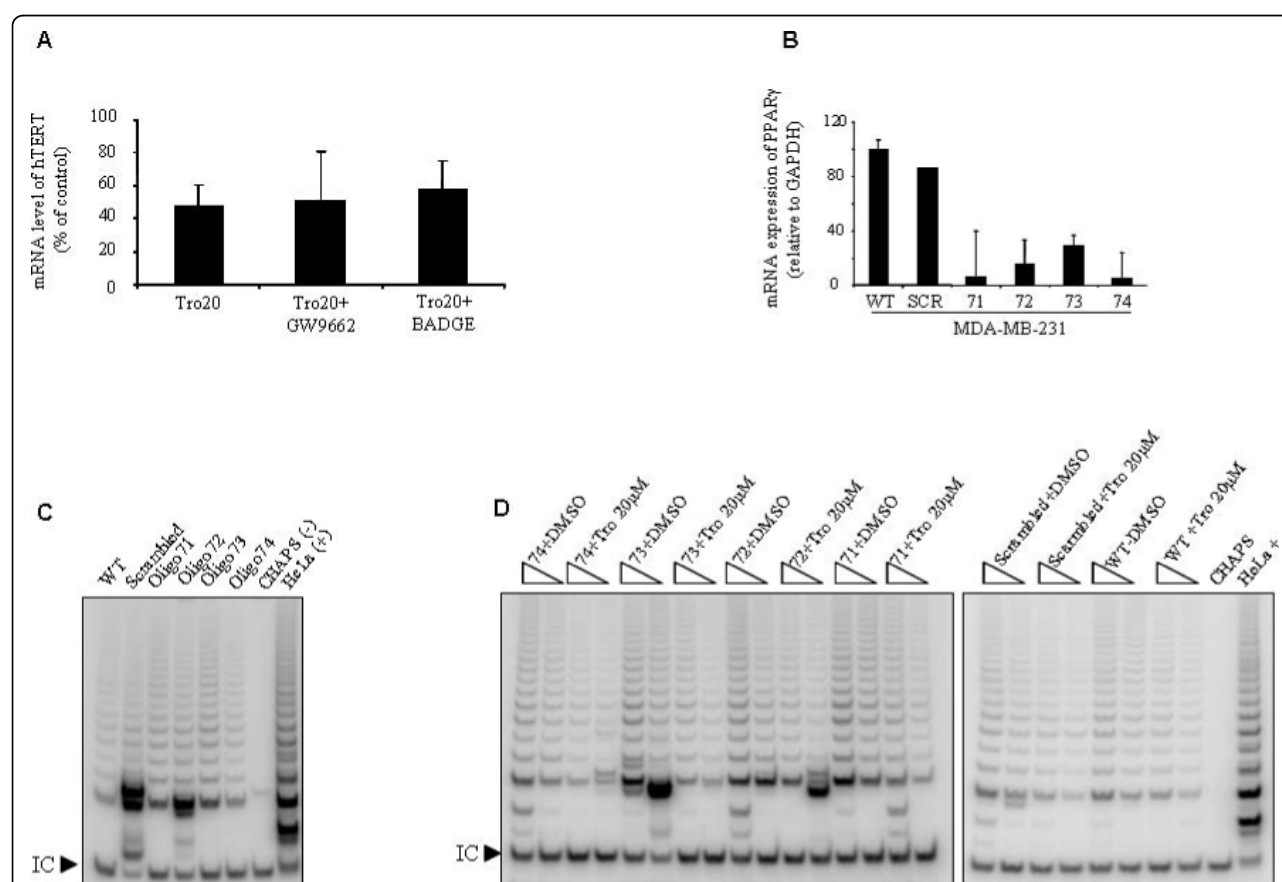 A
mRNA level of hTERT
(% of control)
100
80
60
40
20
0
Tro20
Tro20+
GW9662
Tro20+
BADGE
B
mRNA expression of PPARγ
(relative to GAPDH)
120
80
40
0
WT SCR 71 72 73 74
MDA-MB-231
C
WT
Scrambled
Oligo 71
Oligo 72
Oligo 73
Oligo 74
CHAPS (-)
HeLa (+)
IC
D
74+DMSO
74+Tro 20μM
73+DMSO
73+Tro 20μM
72+DMSO
72+Tro 20μM
71+DMSO
71+Tro 20μM
Scrambled+DMSO
Scarmbled+Tro 20μM
WT-DMSO
WT+Tro 20μM
CHAPS
HeLa +
IC